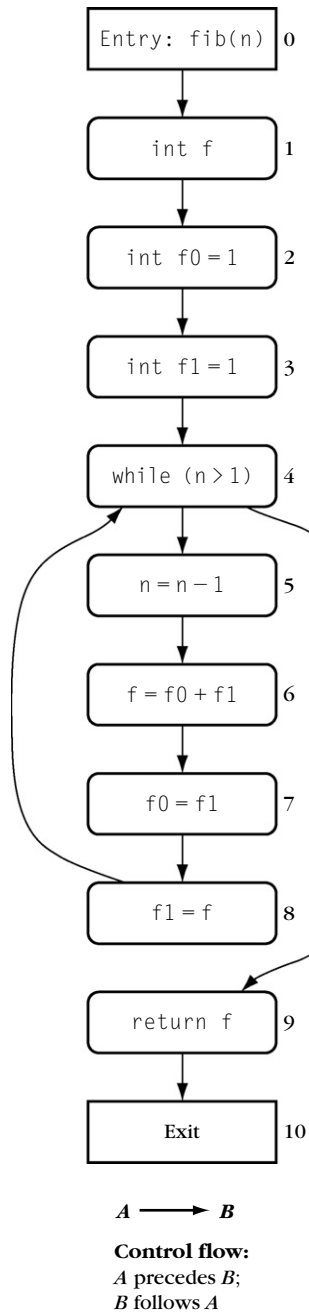 Entry: fib(n) 0
int f 1
int f0 = 1 2
int f1 = 1 3
while (n > 1) 4
n = n − 1 5
f = f0 + f1 6
f0 = f1 7
f1 = f 8
return f 9
Exit 10
A B
Control flow:
A precedes B;
B follows A